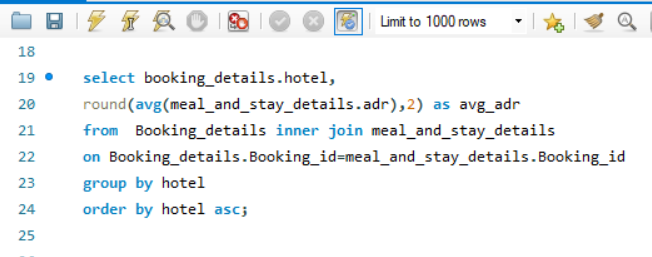 Limit to 1000 rows
18
19 select booking_details.hotel,
20 round(avg(meal_and_stay_details.adr),2) as avg_adr
21 from  Booking_details inner join meal_and_stay_details
22 on Booking_details.Booking_id=meal_and_stay_details.Booking_id
23 group by hotel
24 order by hotel asc;
25